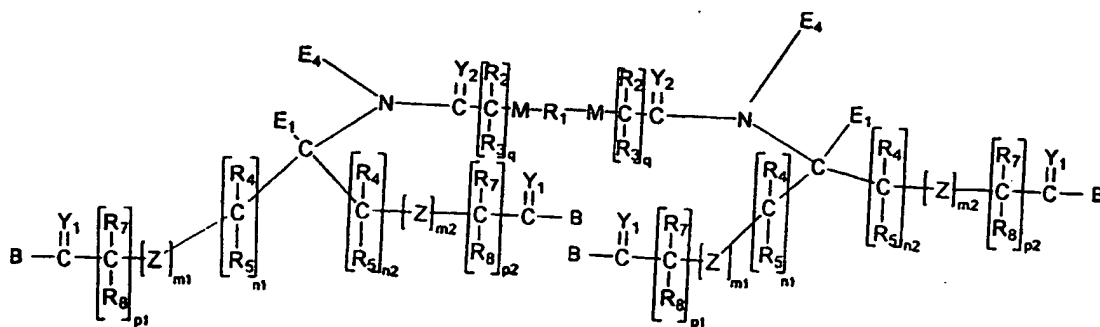 E4 E4
Y2 R2 R2 Y2
N C C M R1 M C C N
E1 R3 q R3 q E1
C C
R4 R4 R7 Y1 R4 R4 R7 Y1
C C [Z]m2 C C B C C [Z]m2 C C B
Y1 R7 R5 n1 R5 n2 R8 p2 Y1 R7 R5 n1 R5 n2 R8 p2
B C C [Z]m1 B C C [Z]m1
R8 p1 R8 p1